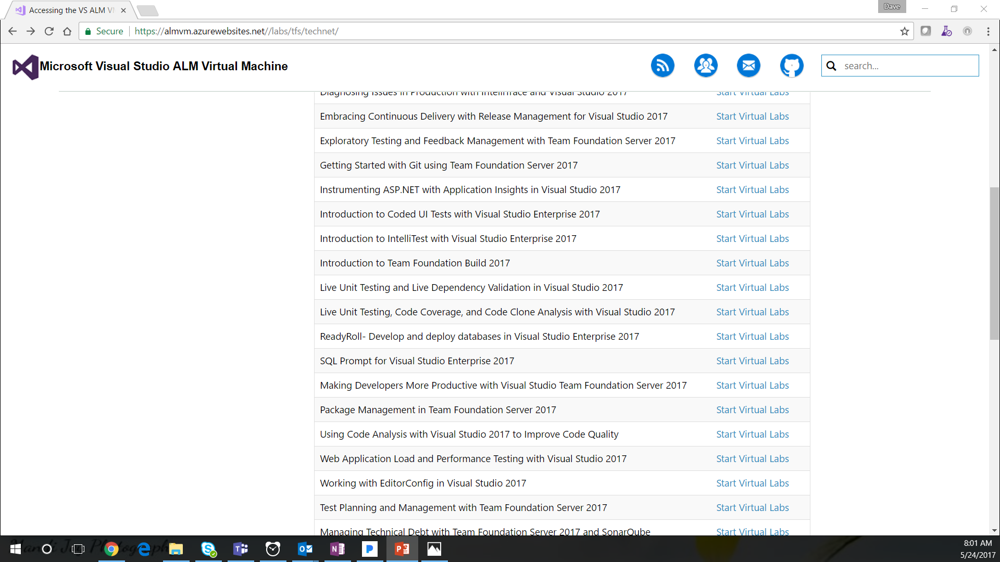 Accessing the VS ALM VM
Dave
Secure
https://almvm.azurewebsites.net//labs/tfs/technet/
Microsoft Visual Studio ALM Virtual Machine
search...
Diagnosing Issues in Production with IntelliTrace and Visual Studio 2017 Start Virtual Labs
Embracing Continuous Delivery with Release Management for Visual Studio 2017 Start Virtual Labs
Exploratory Testing and Feedback Management with Team Foundation Server 2017 Start Virtual Labs
Getting Started with Git using Team Foundation Server 2017 Start Virtual Labs
Instrumenting ASP.NET with Application Insights in Visual Studio 2017 Start Virtual Labs
Introduction to Coded UI Tests with Visual Studio Enterprise 2017 Start Virtual Labs
Introduction to IntelliTest with Visual Studio Enterprise 2017 Start Virtual Labs
Introduction to Team Foundation Build 2017 Start Virtual Labs
Live Unit Testing and Live Dependency Validation in Visual Studio 2017 Start Virtual Labs
Live Unit Testing, Code Coverage, and Code Clone Analysis with Visual Studio 2017 Start Virtual Labs
ReadyRoll- Develop and deploy databases in Visual Studio Enterprise 2017 Start Virtual Labs
SQL Prompt for Visual Studio Enterprise 2017 Start Virtual Labs
Making Developers More Productive with Visual Studio Team Foundation Server 2017 Start Virtual Labs
Package Management in Team Foundation Server 2017 Start Virtual Labs
Using Code Analysis with Visual Studio 2017 to Improve Code Quality Start Virtual Labs
Web Application Load and Performance Testing with Visual Studio 2017 Start Virtual Labs
Working with EditorConfig in Visual Studio 2017 Start Virtual Labs
Test Planning and Management with Team Foundation Server 2017 Start Virtual Labs
Managing Technical Debt with Team Foundation Server 2017 and SonarQube Start Virtual Labs
8:01 AM
5/24/2017